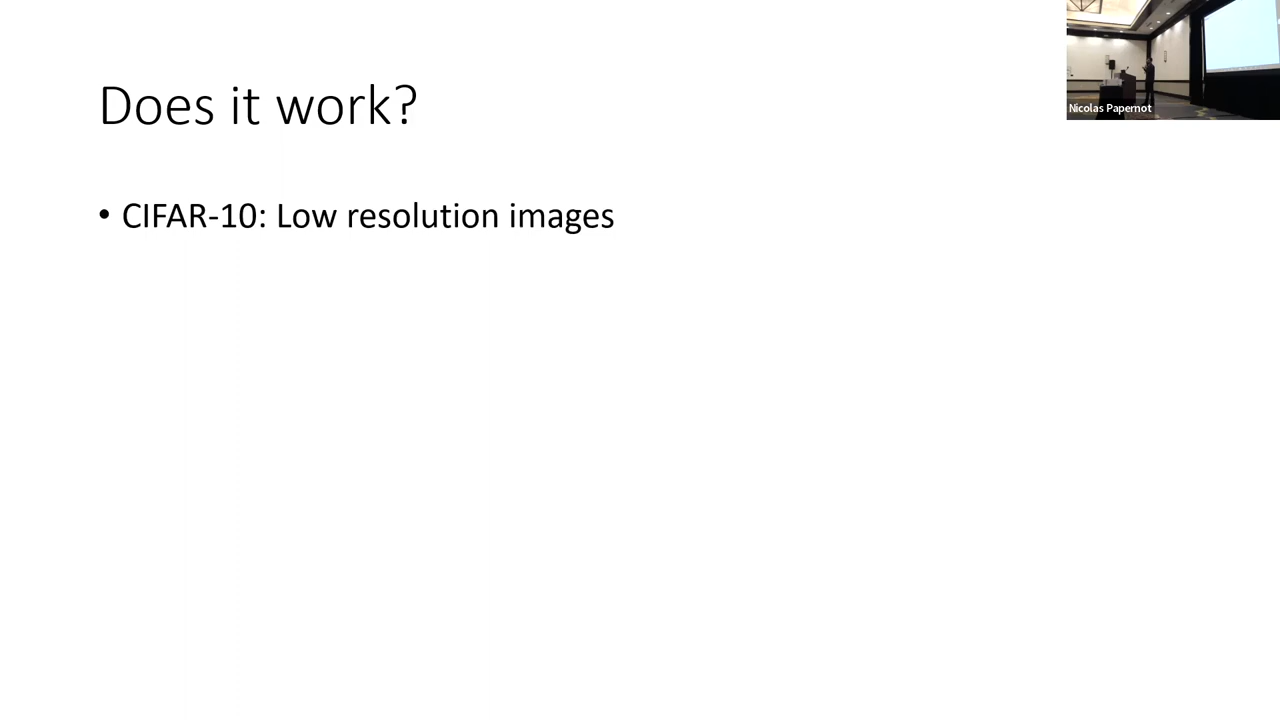 Does it work?
• CIFAR-10: Low resolution images
Nicolas Papernot